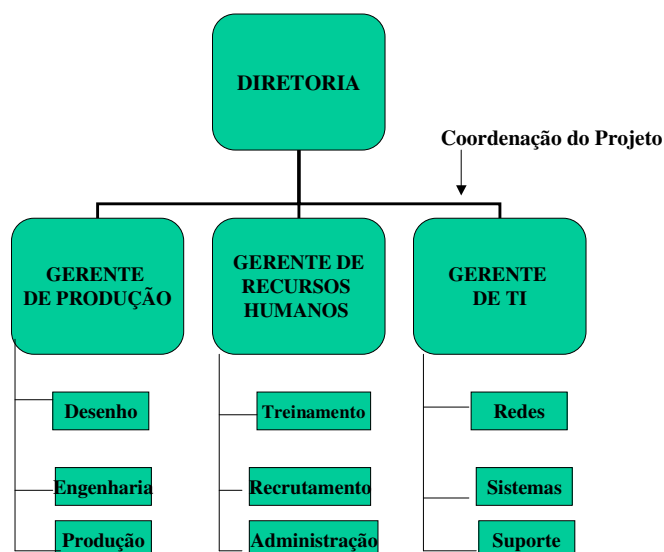 DIRETORIA
Coordenação do Projeto
GERENTE
DE PRODUÇÃO
GERENTE DE
RECURSOS
HUMANOS
GERENTE
DE TI
Desenho
Treinamento
Redes
Engenharia
Recrutamento
Sistemas
Produção
Administração
Suporte